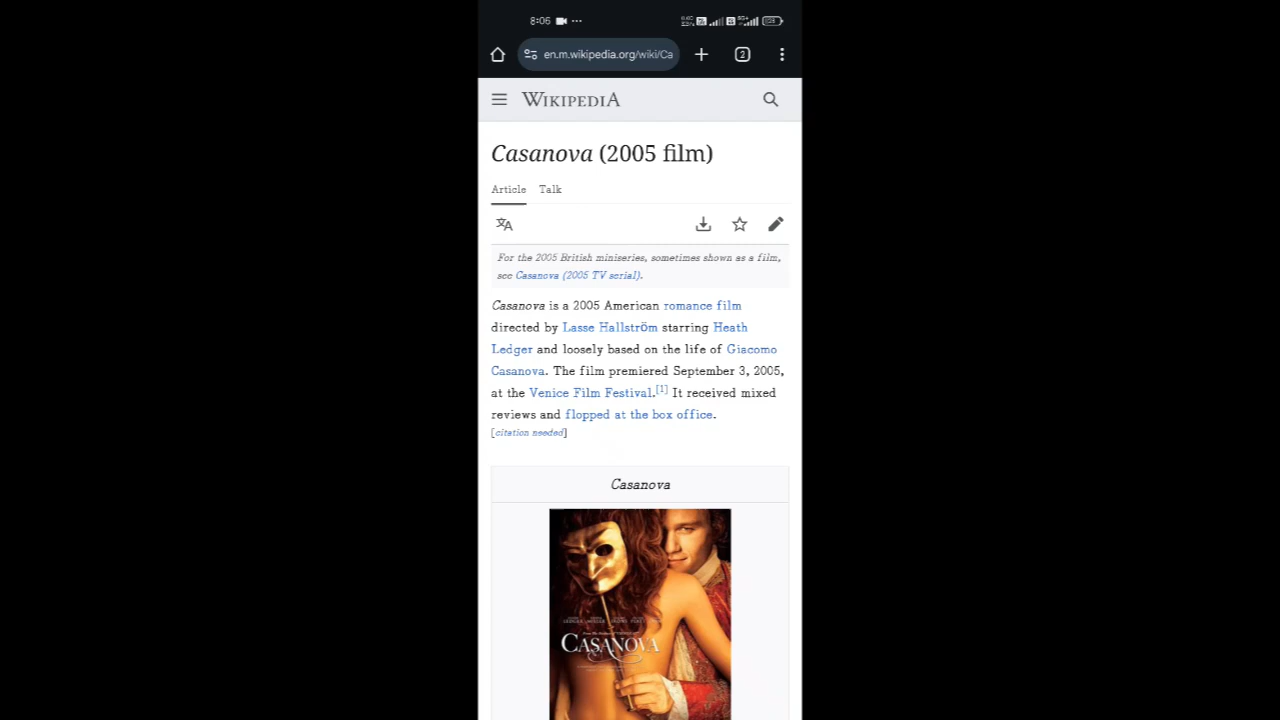 8:06
2
en.m.wikipedia.org/wiki/Ca
WIKIPEDIA
Casanova (2005 film)
Article Talk
For the 2005 British miniseries, sometimes shown as a film,
see Casanova (2005 TV serial).
Casanova is a 2005 American romance film
directed by Lasse Hallström starring Heath
Ledger and loosely based on the life of Giacomo
Casanova. The film premiered September 3, 2005,
at the Venice Film Festival.[1] It received mixed
reviews and flopped at the box office.
[citation needed]
Casanova
CASANOVA